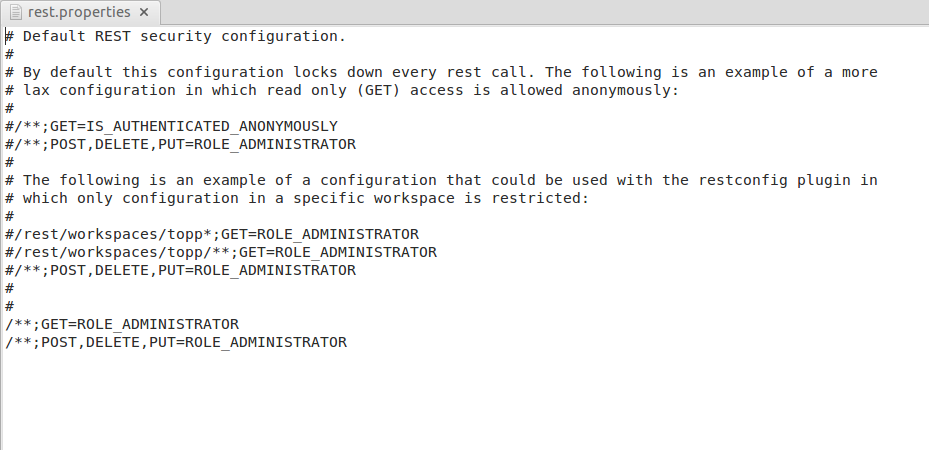 rest.properties ×
# Default REST security configuration.
#
# By default this configuration locks down every rest call. The following is an example of a more
# lax configuration in which read only (GET) access is allowed anonymously:
#
#/**;GET=IS_AUTHENTICATED_ANONYMOUSLY
#/**;POST,DELETE,PUT=ROLE_ADMINISTRATOR
#
# The following is an example of a configuration that could be used with the restconfig plugin in
# which only configuration in a specific workspace is restricted:
#
#/rest/workspaces/topp*;GET=ROLE_ADMINISTRATOR
#/rest/workspaces/topp/**;GET=ROLE_ADMINISTRATOR
#/**;POST,DELETE,PUT=ROLE_ADMINISTRATOR
#
#
/**;GET=ROLE_ADMINISTRATOR
/**;POST,DELETE,PUT=ROLE_ADMINISTRATOR